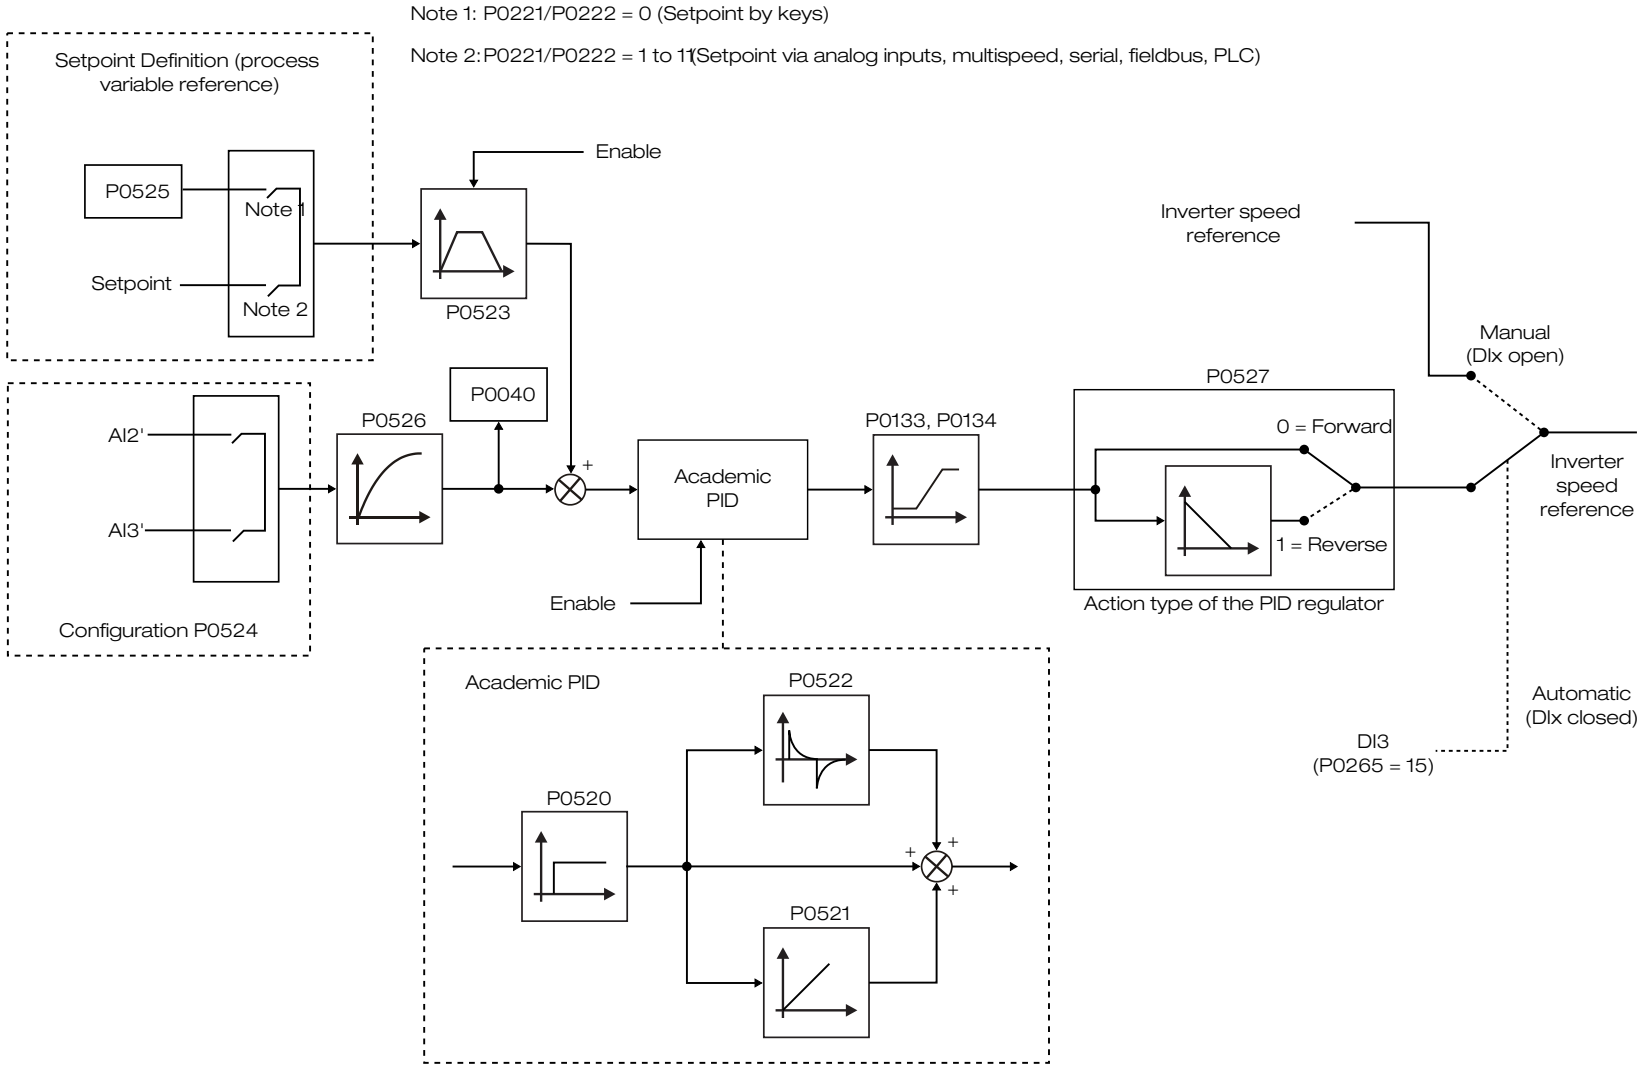 Note 1: P0221/P0222 = 0 (Setpoint by keys)
Note 2: P0221/P0222 = 1 to 11(Setpoint via analog inputs, multispeed, serial, fieldbus, PLC)
Setpoint Definition (process
variable reference)
P0525
Note 1
Setpoint
Note 2
Enable
P0523
Inverter speed
reference
Manual
(DIx open)
P0040
P0526
AI2'
AI3'
Configuration P0524
+
Academic
PID
Enable
P0133, P0134
P0527
0 = Forward
1 = Reverse
Action type of the PID regulator
Inverter
speed
reference
Automatic
(DIx closed)
DI3
(P0265 = 15)
Academic PID
P0522
P0520
P0521
+
+
+